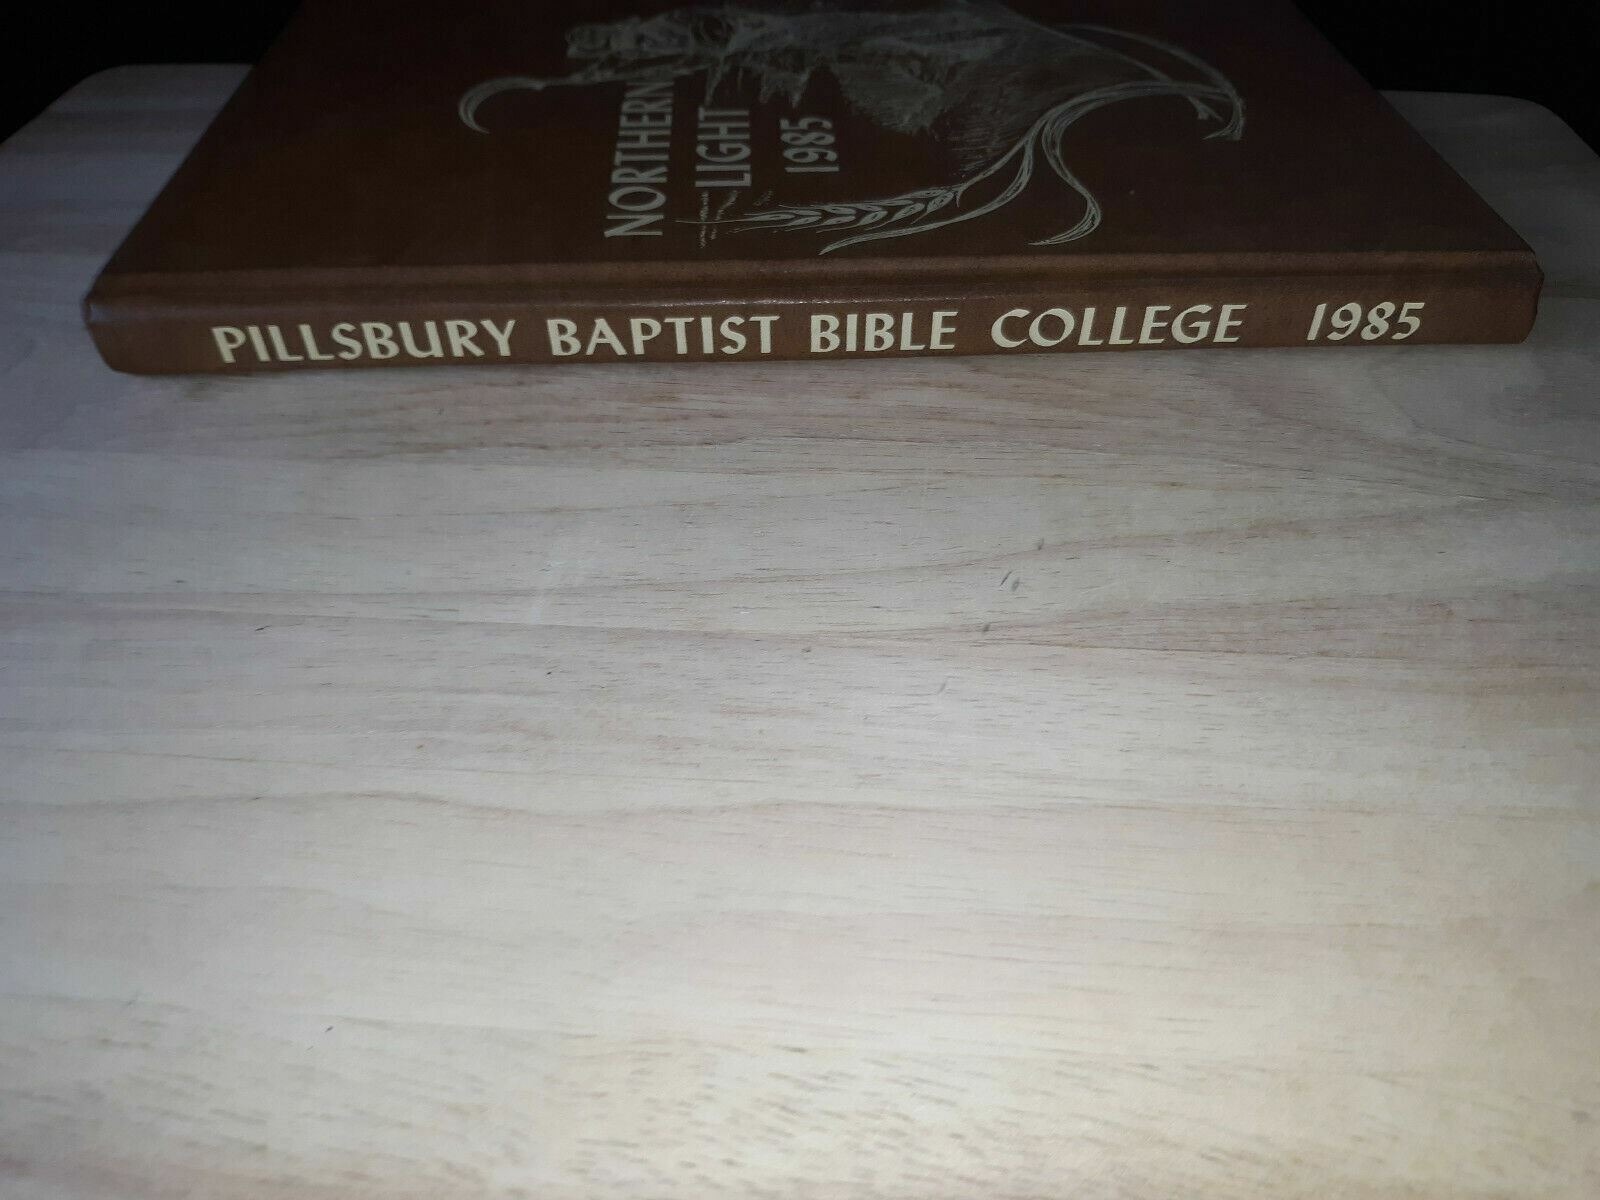 NORTHERN
LIGHT
1985
PILLSBURY BAPTIST BIBLE COLLEGE 1985